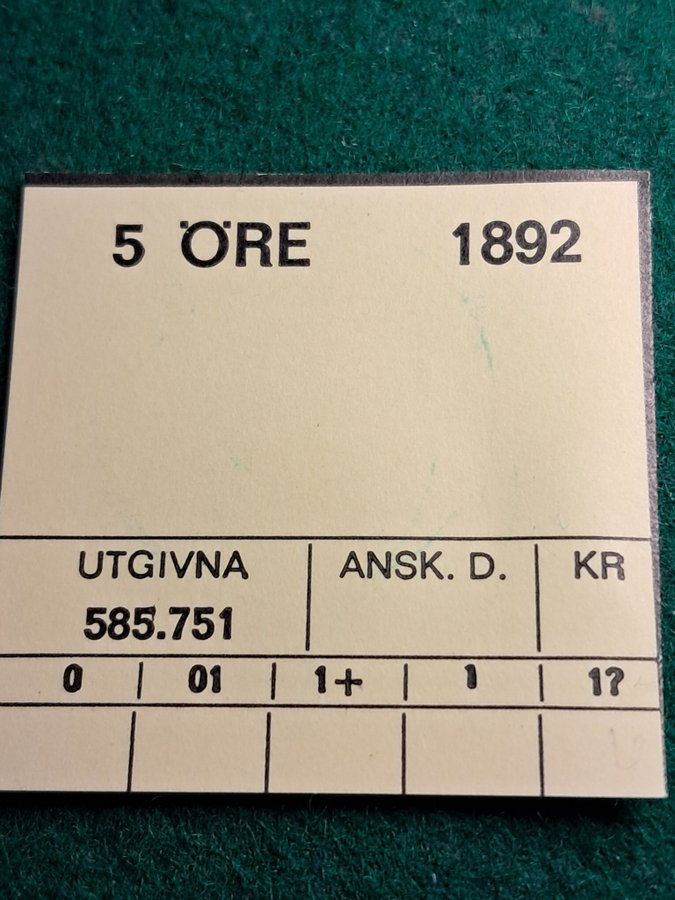 5 ÖRE 1892
UTGIVNA ANSK. D. KR
585.751
0 01 1+ 1 1?